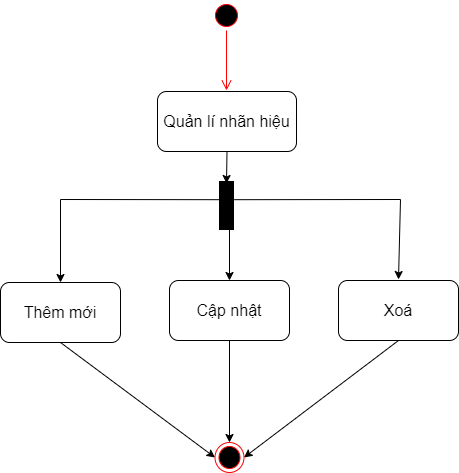 Quản lí nhãn hiệu
Thêm mới
Cập nhật
Xoá